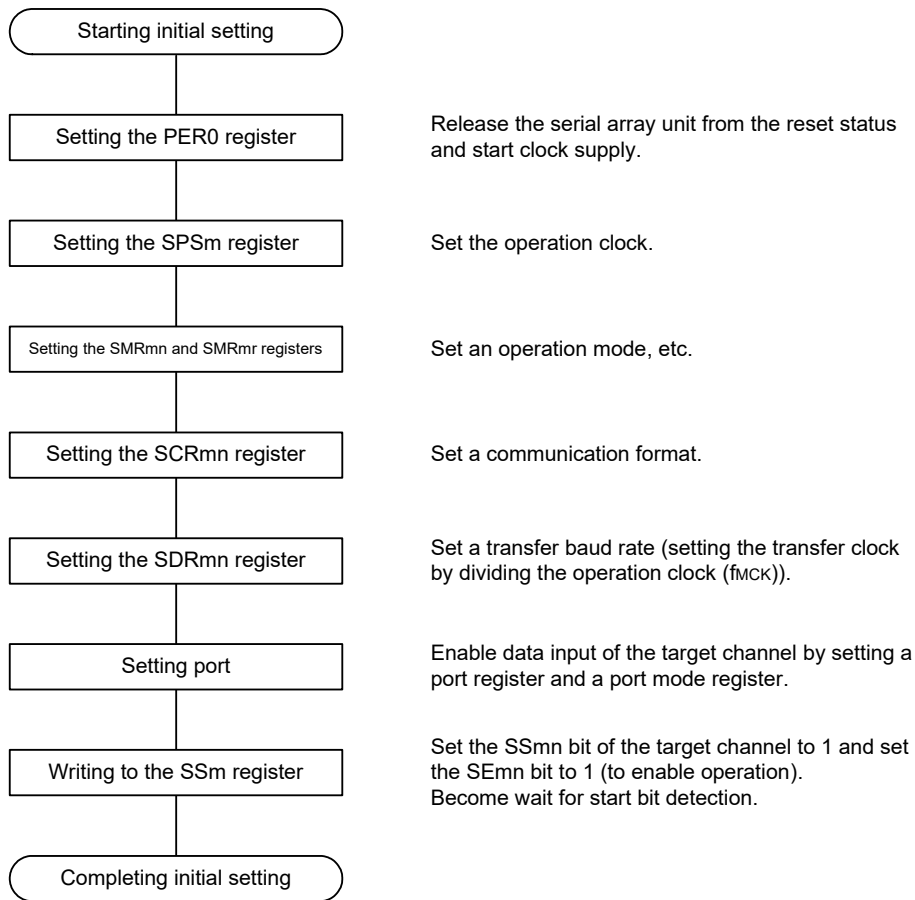 Starting initial setting
Setting the PER0 register
Release the serial array unit from the reset status
and start clock supply.
Setting the SPSm register
Set the operation clock.
Setting the SMRmn and SMRmr registers
Set an operation mode, etc.
Setting the SCRmn register
Set a communication format.
Setting the SDRmn register
Set a transfer baud rate (setting the transfer clock
by dividing the operation clock (fMCK)).
Setting port
Enable data input of the target channel by setting a
port register and a port mode register.
Writing to the SSm register
Set the SSmn bit of the target channel to 1 and set
the SEmn bit to 1 (to enable operation).
Become wait for start bit detection.
Completing initial setting